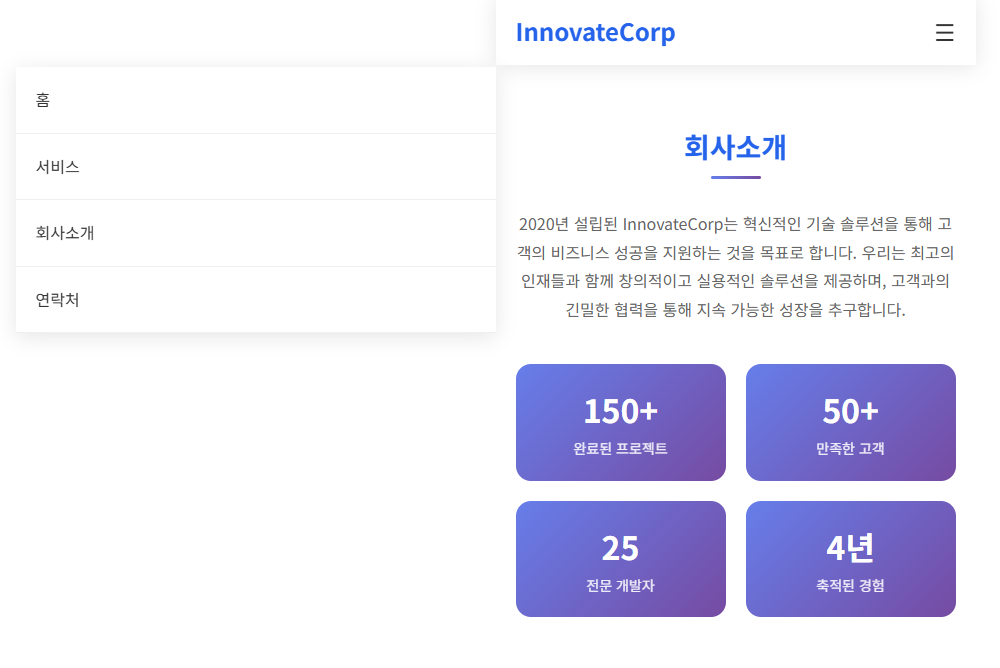 InnovateCorp
홈
서비스
회사소개
연락처
회사소개
2020년 설립된 InnovateCorp는 혁신적인 기술 솔루션을 통해 고
객의 비즈니스 성공을 지원하는 것을 목표로 합니다. 우리는 최고의
인재들과 함께 창의적이고 실용적인 솔루션을 제공하며, 고객과의
긴밀한 협력을 통해 지속 가능한 성장을 추구합니다.
150+
완료된 프로젝트
50+
만족한 고객
25
전문 개발자
4년
축적된 경험